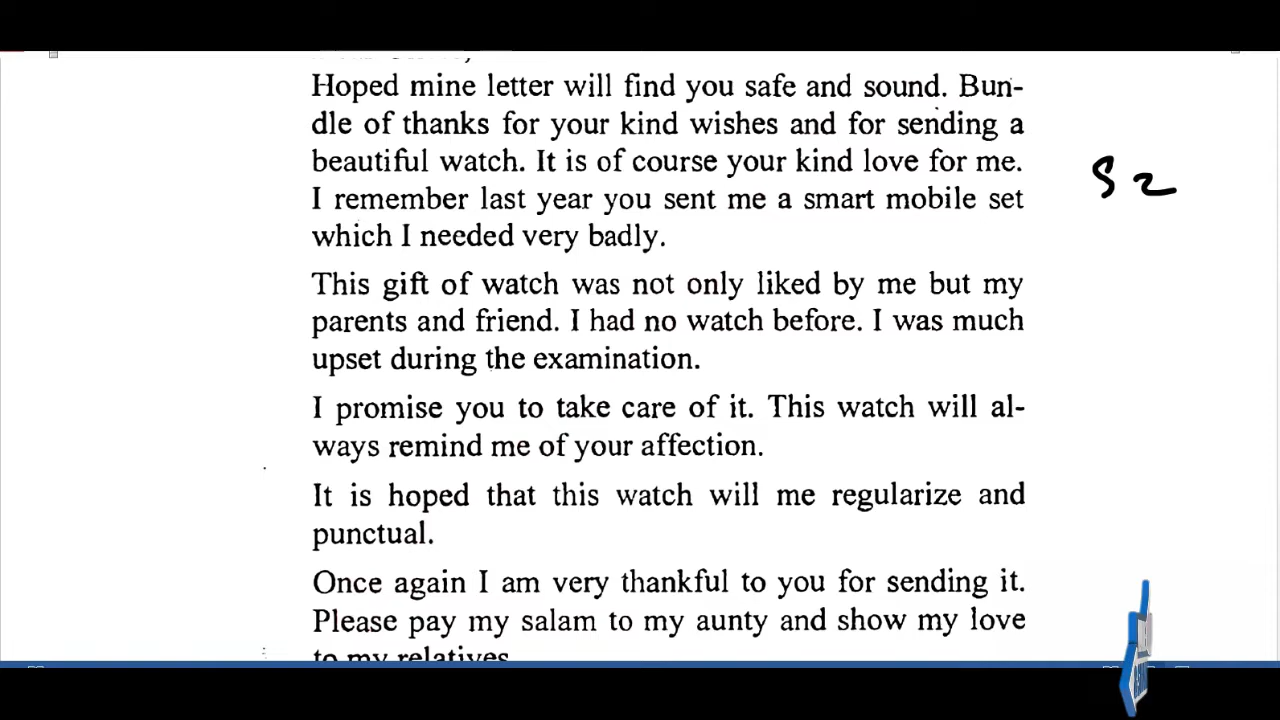 Hoped mine letter will find you safe and sound. Bun-
dle of thanks for your kind wishes and for sending a
beautiful watch. It is of course your kind love for me.
I remember last year you sent me a smart mobile set
which I needed very badly.
This gift of watch was not only liked by me but my
parents and friend. I had no watch before. I was much
upset during the examination.
I promise you to take care of it. This watch will al-
ways remind me of your affection.
It is hoped that this watch will me regularize and
punctual.
Once again I am very thankful to you for sending it.
Please pay my salam to my aunty and show my love
to my relatives